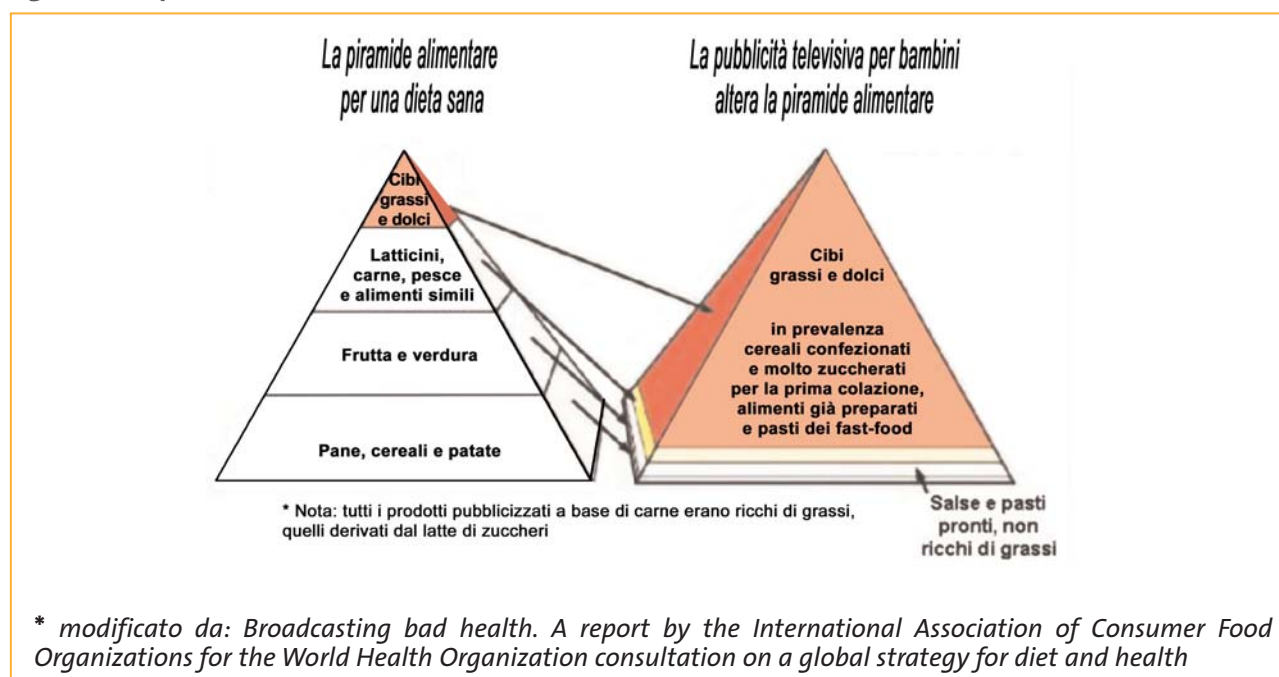 La piramide alimentare
per una dieta sana
La pubblicità televisiva per bambini
altera la piramide alimentare
Cibi
grassi
e dolci
Latticini,
carne, pesce
e alimenti simili
Frutta e verdura
Pane, cereali e patate
Cibi
grassi e dolci
in prevalenza
cereali confezionati
e molto zuccherati
per la prima colazione,
alimenti già preparati
e pasti dei fast-food
Salse e pasti
pronti, non
ricchi di grassi
* Nota: tutti i prodotti pubblicizzati a base di carne erano ricchi di grassi,
quelli derivati dal latte di zuccheri
* modificato da: Broadcasting bad health. A report by the International Association of Consumer Food
Organizations for the World Health Organization consultation on a global strategy for diet and health